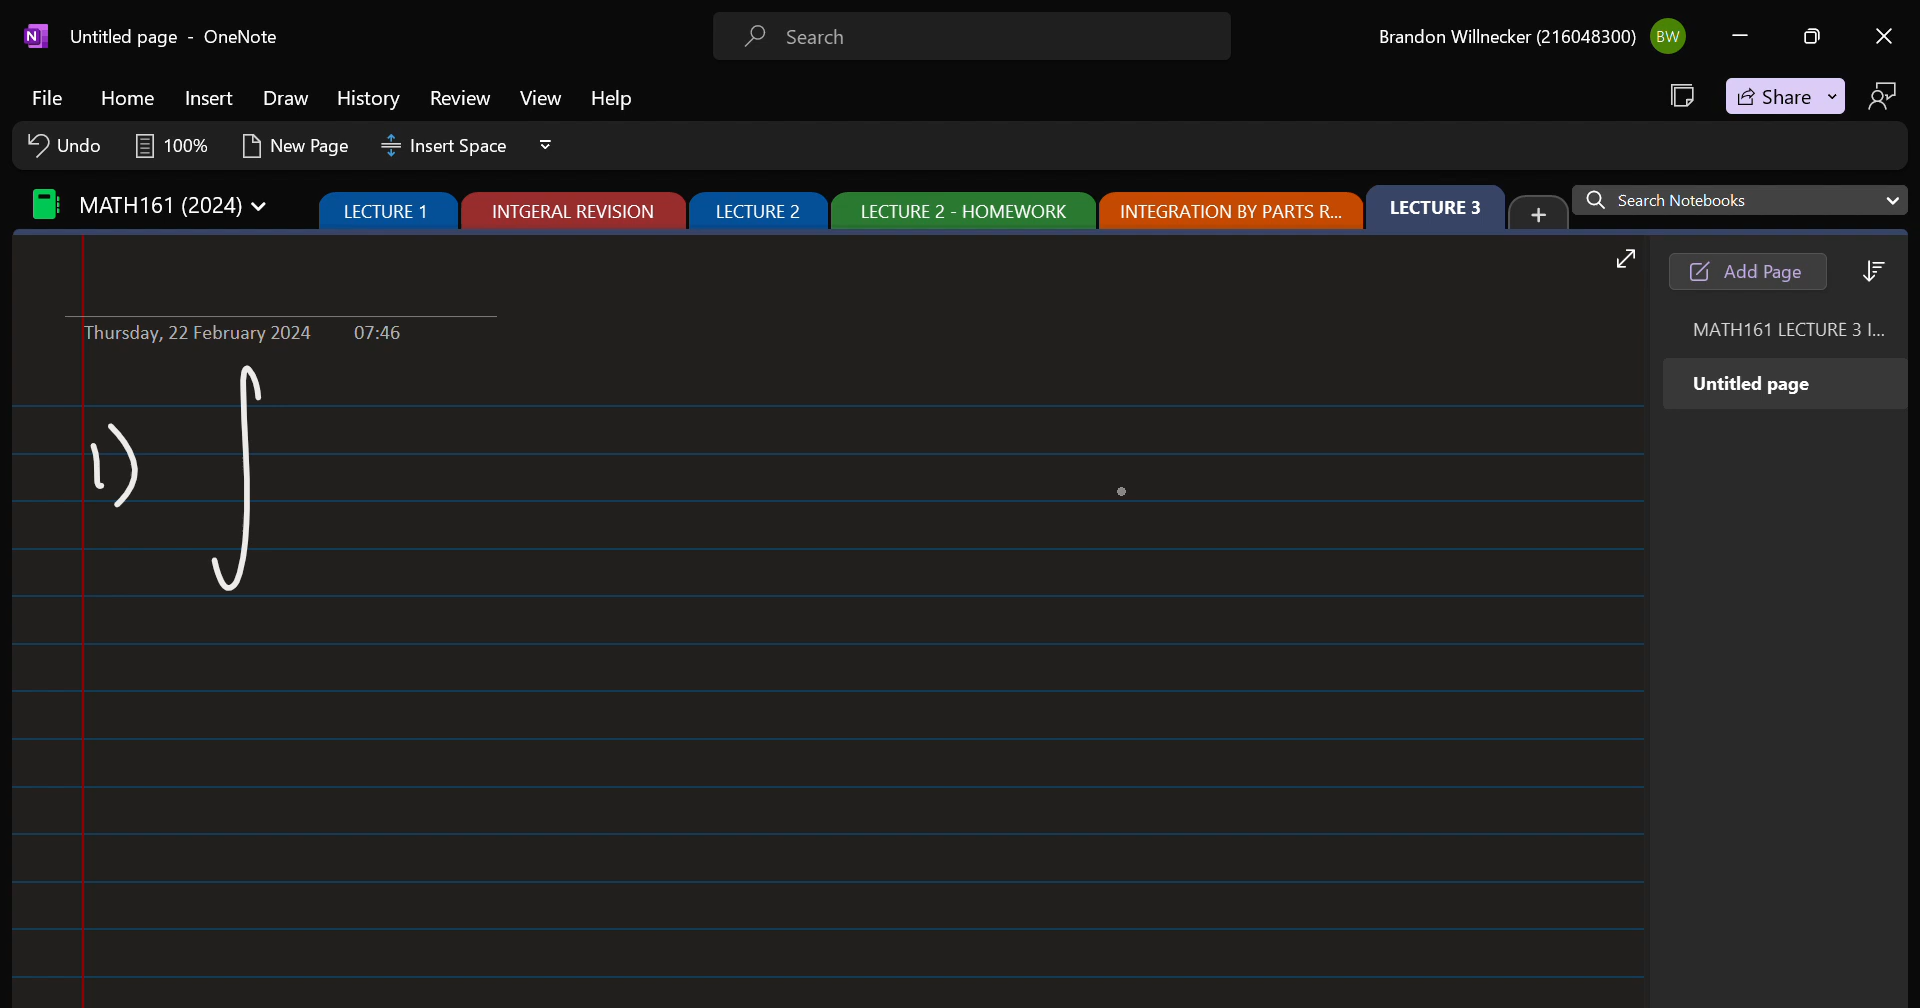 Untitled page - OneNote
Search
Brandon Willnecker (216048300)
BW
File Home Insert Draw History Review View Help
Share
Undo 100% New Page Insert Space
MATH161 (2024)
LECTURE 1
INTGERAL REVISION
LECTURE 2
LECTURE 2 - HOMEWORK
INTEGRATION BY PARTS R...
LECTURE 3
+
Search Notebooks
Add Page
Thursday, 22 February 2024 07:46
MATH161 LECTURE 3 I...
Untitled page
1) ∫